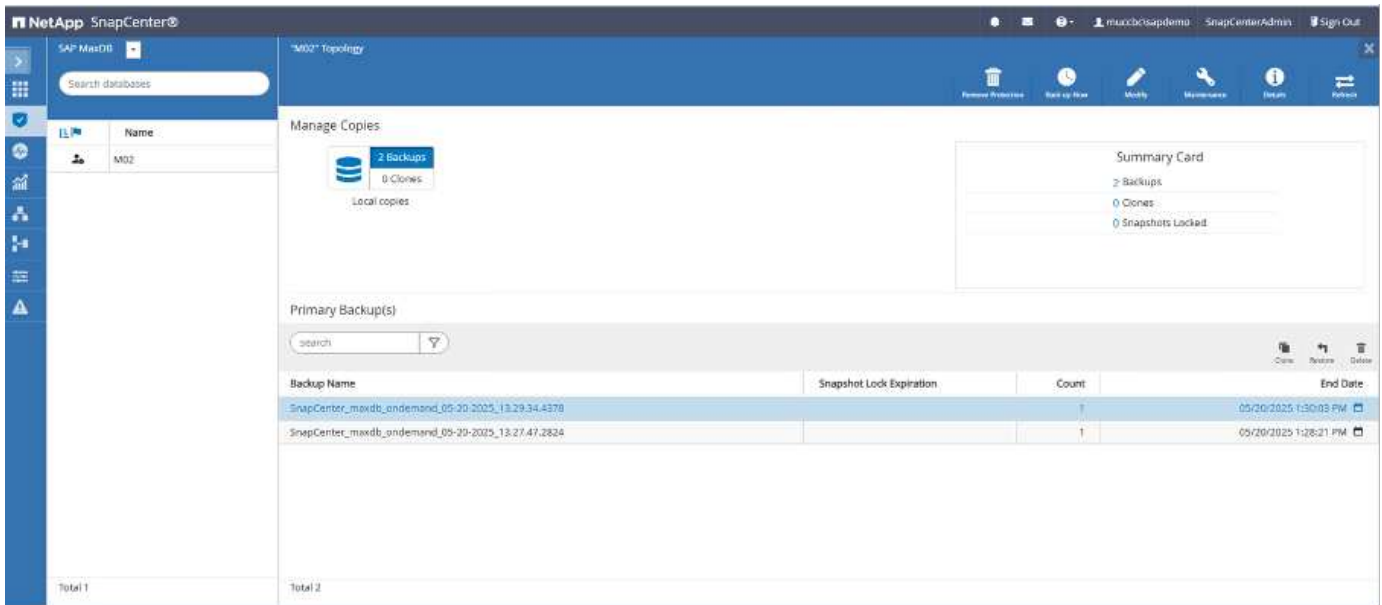 NetApp SnapCenter®
muccbc\sapdemo SnapCenterAdmin Sign Out
SAP MaxDB
"M02" Topology
Search databases
Remove Protection Back up Now Modify Maintenance Details Refresh
Name
M02
Manage Copies
2 Backups
0 Clones
Local copies
Summary Card
2 Backups
0 Clones
0 Snapshots Locked
Primary Backup(s)
search
Clone Restore Delete
Backup Name Snapshot Lock Expiration Count End Date
SnapCenter_maxdb_ondemand_05-20-2025_13.29.34.4378 1 05/20/2025 1:30:03 PM
SnapCenter_maxdb_ondemand_05-20-2025_13.27.47.2824 1 05/20/2025 1:28:21 PM
Total 1
Total 2